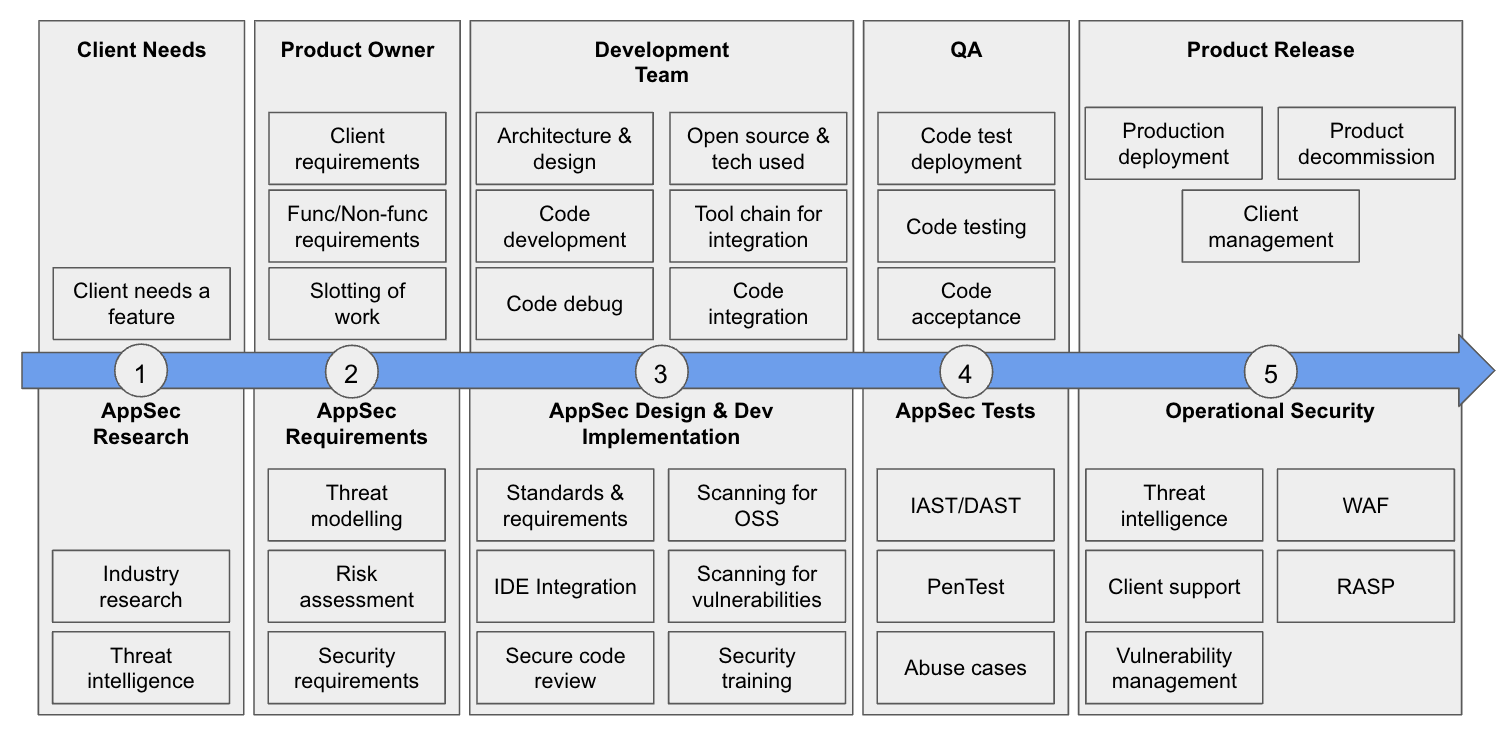 Client Needs
Client needs a
feature
Product Owner
Client
requirements
Func/Non-func
requirements
Slotting of
work
Development
Team
Architecture &
design
Open source &
tech used
Code
development
Tool chain for
integration
Code debug
Code
integration
QA
Code test
deployment
Code testing
Code
acceptance
Product Release
Production
deployment
Product
decommission
Client
management
1
2
3
4
5
AppSec
Research
Industry
research
Threat
intelligence
AppSec
Requirements
Threat
modelling
Risk
assessment
Security
requirements
AppSec Design & Dev
Implementation
Standards &
requirements
Scanning for
OSS
IDE Integration
Scanning for
vulnerabilities
Secure code
review
Security
training
AppSec Tests
IAST/DAST
PenTest
Abuse cases
Operational Security
Threat
intelligence
WAF
Client support
RASP
Vulnerability
management